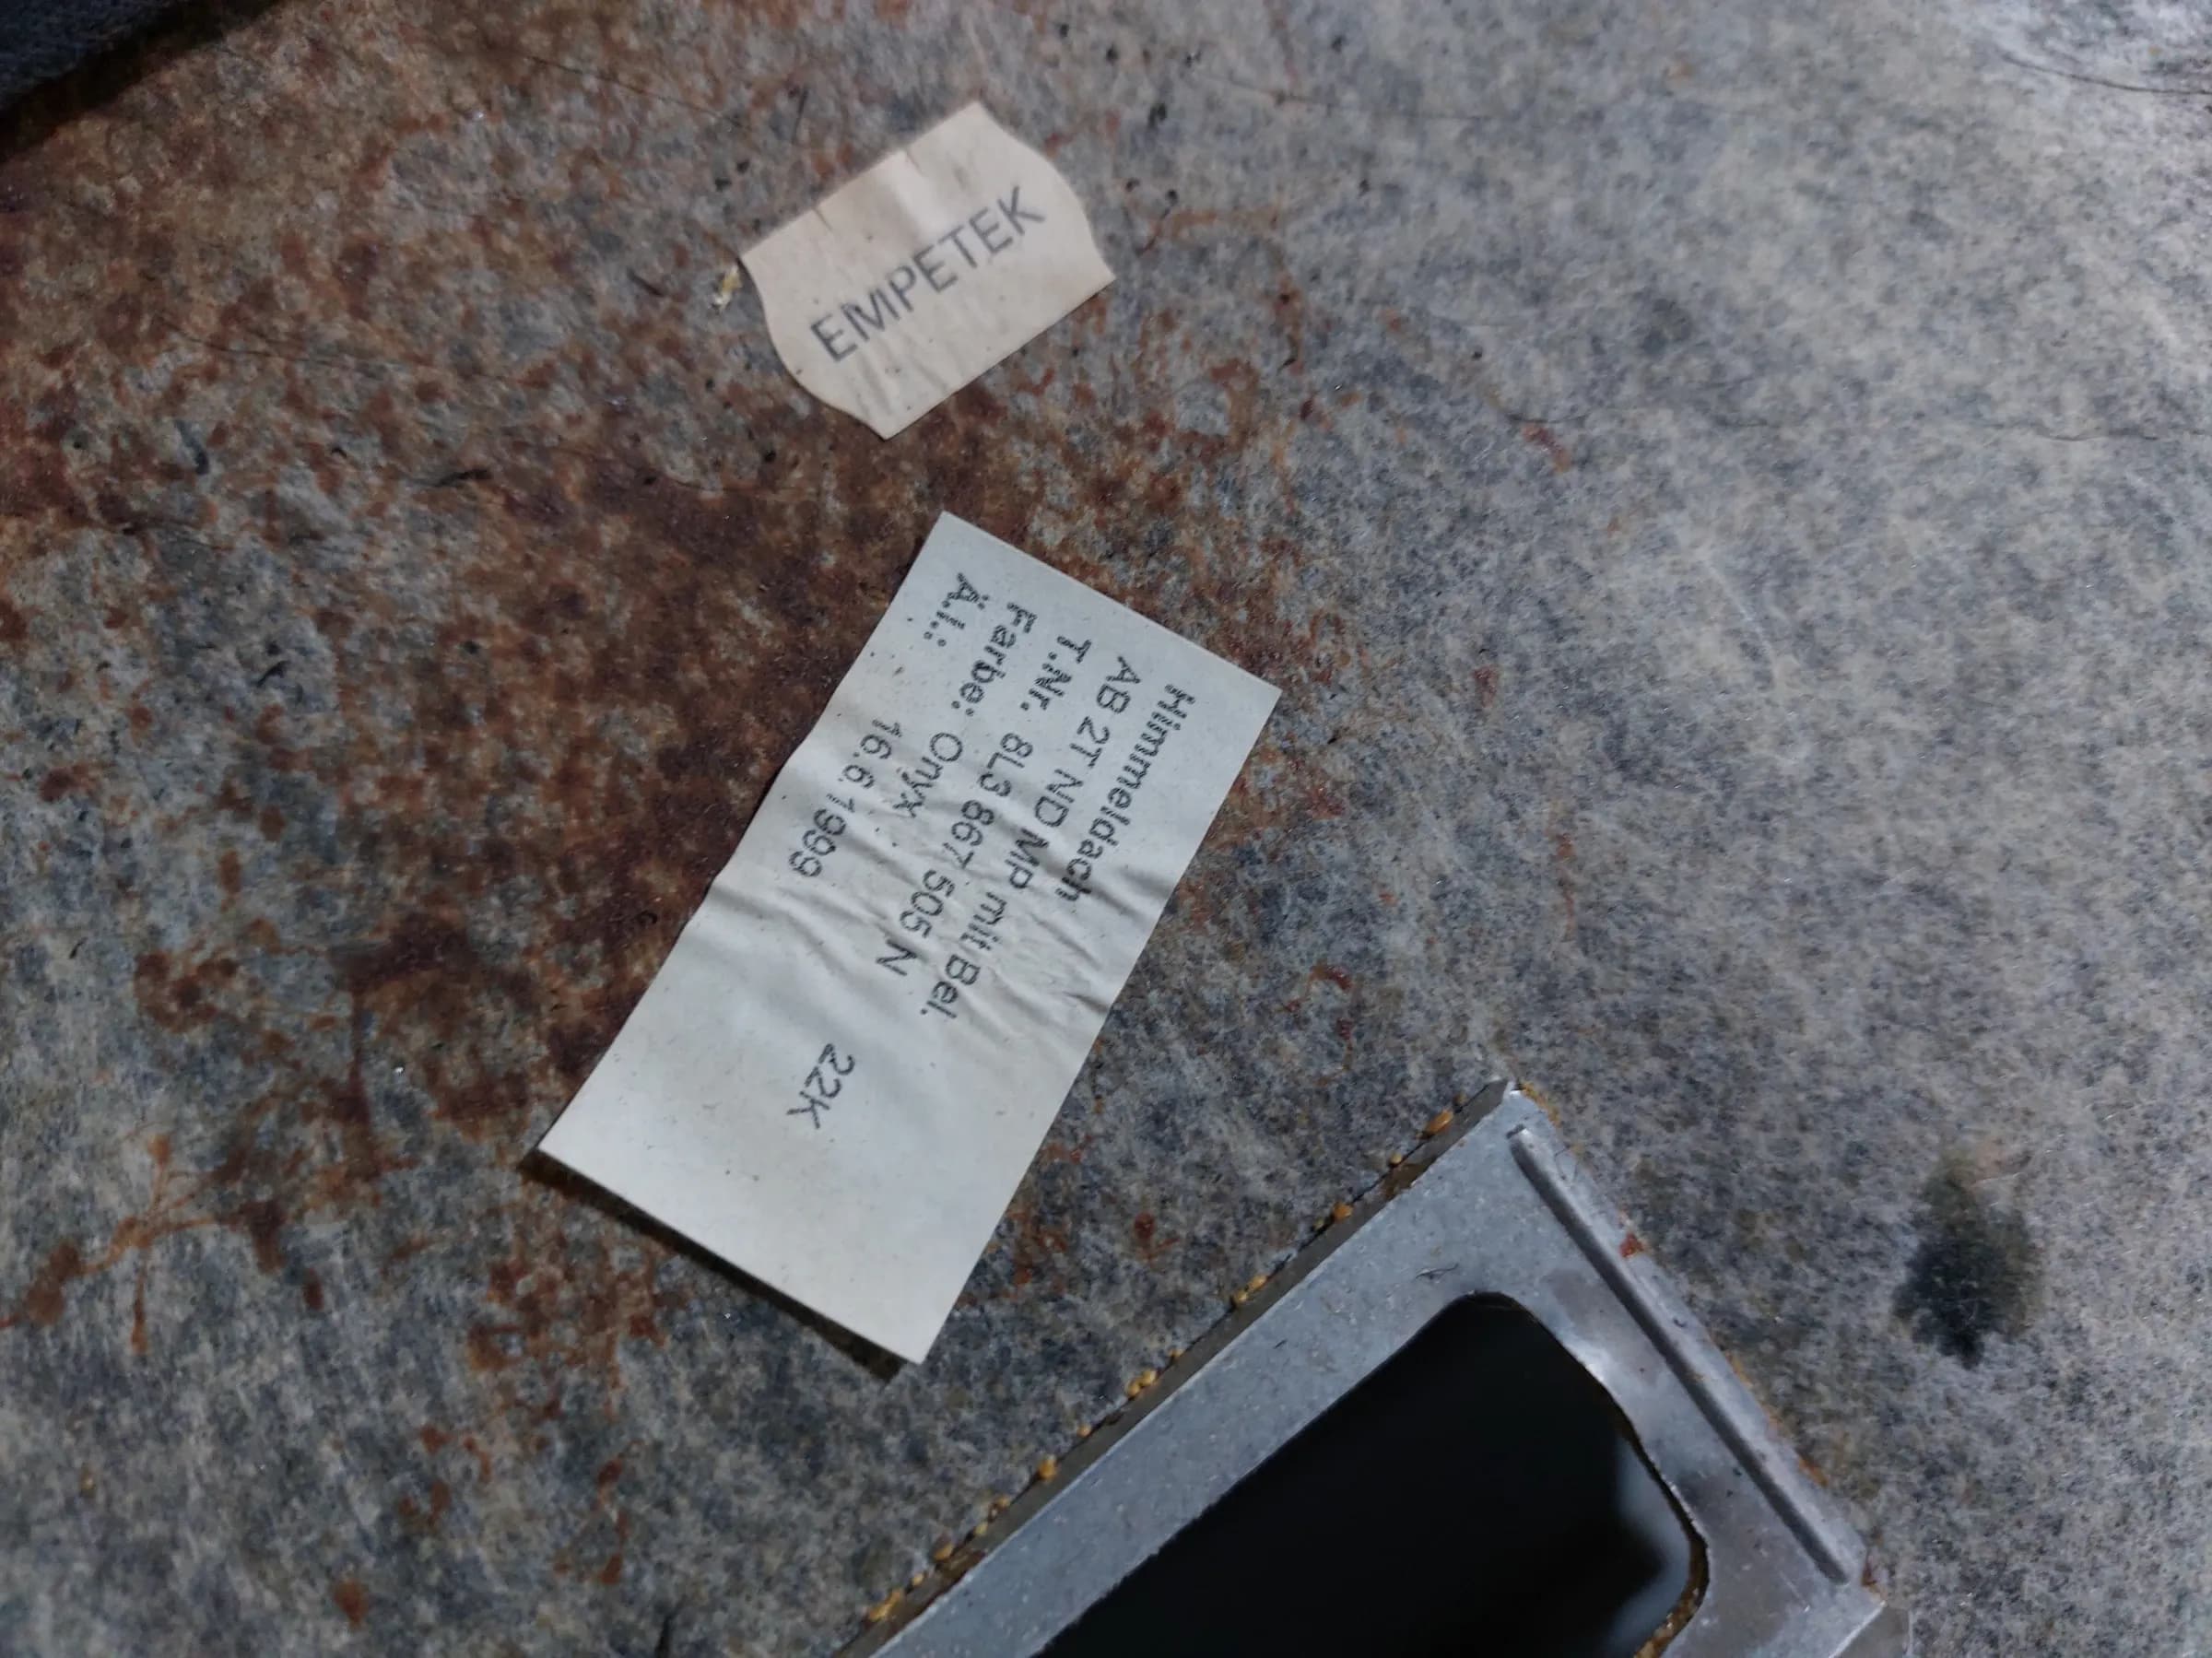 EMPETEK
Himmeldach
AB 2T ND MP mit Bel.
T.Nr. 8L3 867 505 N
Farbe: Onyx 22K
Ä.I.: 16.6.1999